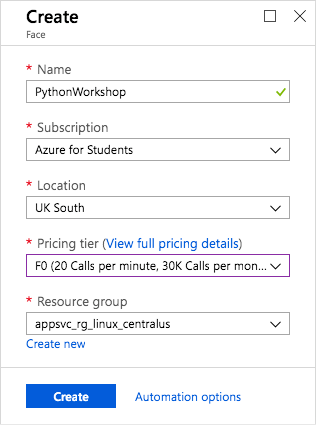 Create
Face
* Name
PythonWorkshop
* Subscription
Azure for Students
* Location
UK South
* Pricing tier (View full pricing details)
F0 (20 Calls per minute, 30K Calls per mon...
* Resource group
appsvc_rg_linux_centralus
Create new
Create Automation options